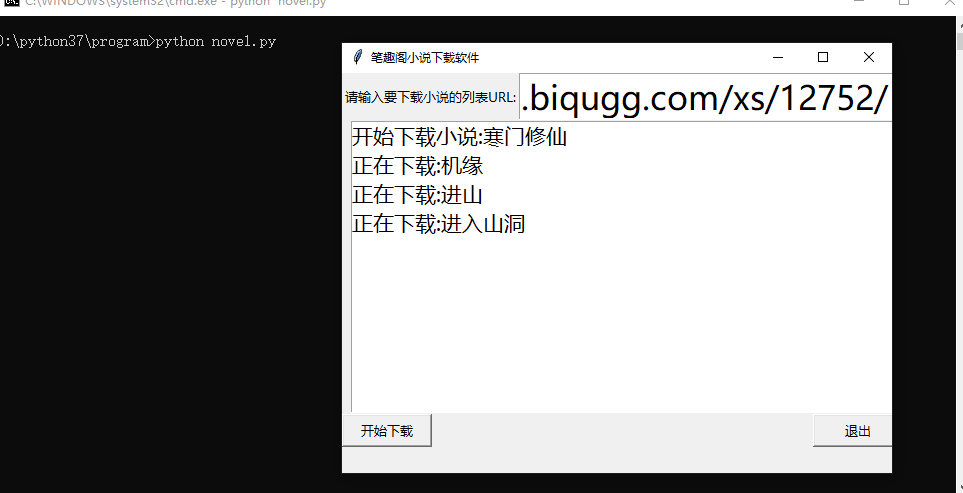 C:\WINDOWS\system32\cmd.exe - python novel.py
D:\python37\program>python novel.py
笔趣阁小说下载软件
请输入要下载小说的列表URL:
.biqugg.com/xs/12752/
开始下载小说:寒门修仙
正在下载:机缘
正在下载:进山
正在下载:进入山洞
开始下载
退出